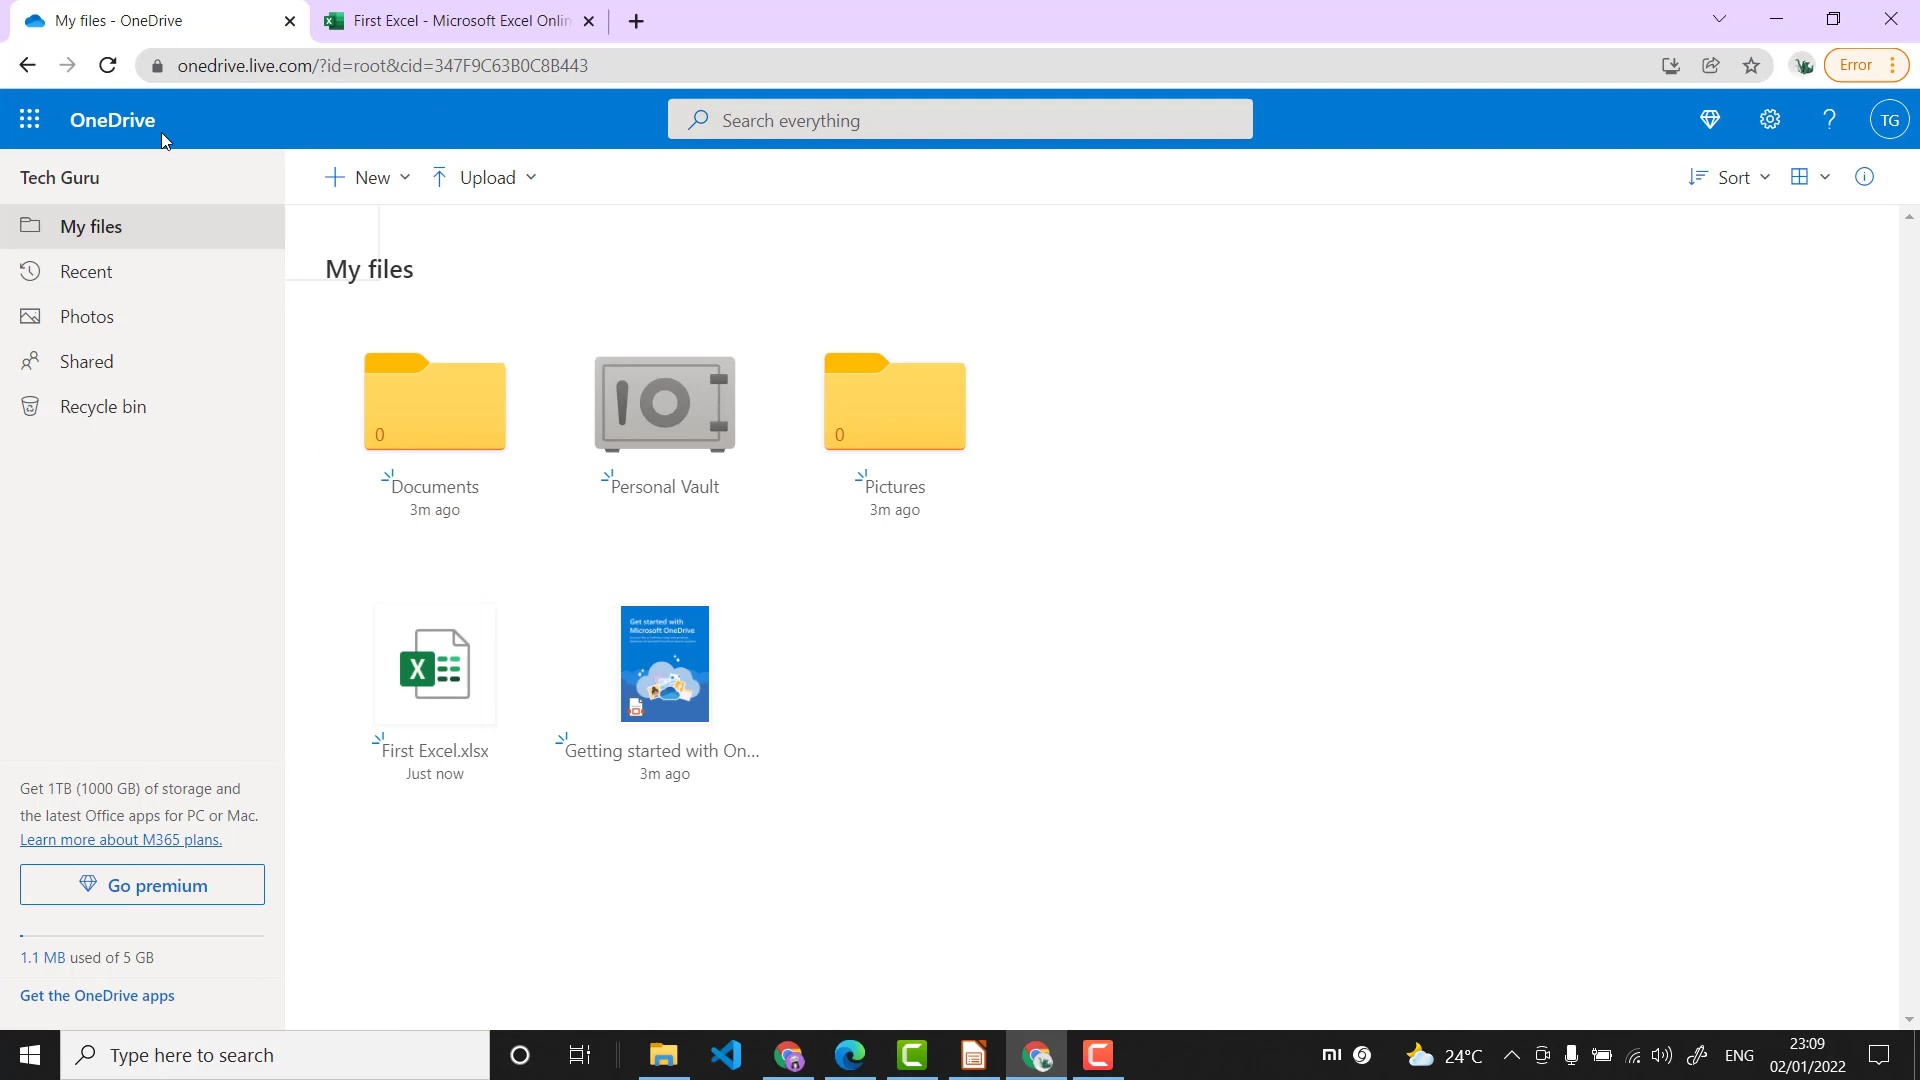 My files - OneDrive
First Excel - Microsoft Excel Onlin
onedrive.live.com/?id=root&cid=347F9C63B0C8B443
Error
OneDrive
Search everything
TG
Tech Guru
New
Upload
Sort
My files
Recent
Photos
Shared
Recycle bin
My files
0
0
Documents
3m ago
Personal Vault
Pictures
3m ago
X
Get started with
Microsoft OneDrive
First Excel.xlsx
Just now
Getting started with On...
3m ago
Get 1TB (1000 GB) of storage and
the latest Office apps for PC or Mac.
Learn more about M365 plans.
Go premium
1.1 MB used of 5 GB
Get the OneDrive apps
Type here to search
24°C
ENG
23:09
02/01/2022